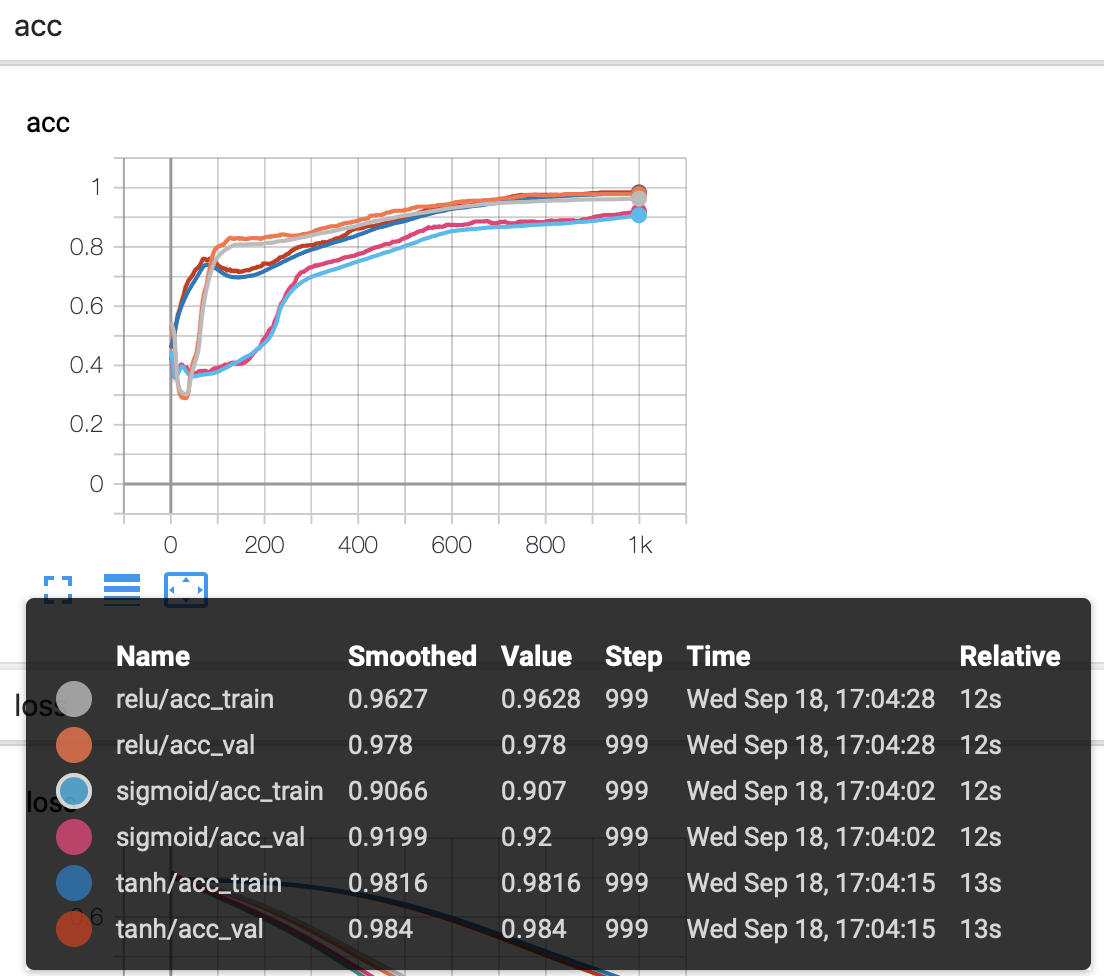 acc
acc
1
0.8
0.6
0.4
0.2
0
0 200 400 600 800 1k
Name Smoothed Value Step Time Relative
relu/acc_train 0.9627 0.9628 999 Wed Sep 18, 17:04:28 12s
loss
relu/acc_val 0.978 0.978 999 Wed Sep 18, 17:04:28 12s
sigmoid/acc_train 0.9066 0.907 999 Wed Sep 18, 17:04:02 12s
loss
sigmoid/acc_val 0.9199 0.92 999 Wed Sep 18, 17:04:02 12s
tanh/acc_train 0.9816 0.9816 999 Wed Sep 18, 17:04:15 13s
0.6
tanh/acc_val 0.984 0.984 999 Wed Sep 18, 17:04:15 13s